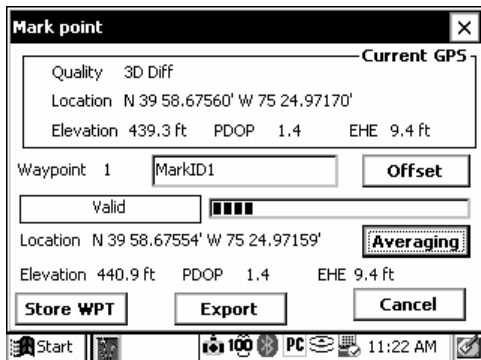 Mark point
Current GPS
Quality 3D Diff
Location N 39 58.67560' W 75 24.97170'
Elevation 439.3 ft PDOP 1.4 EHE 9.4 ft
Waypoint 1 MarkID1 Offset
Valid
Location N 39 58.67554' W 75 24.97159' Averaging
Elevation 440.9 ft PDOP 1.4 EHE 9.4 ft
Store WPT Export Cancel
Start 100 PC 11:22 AM